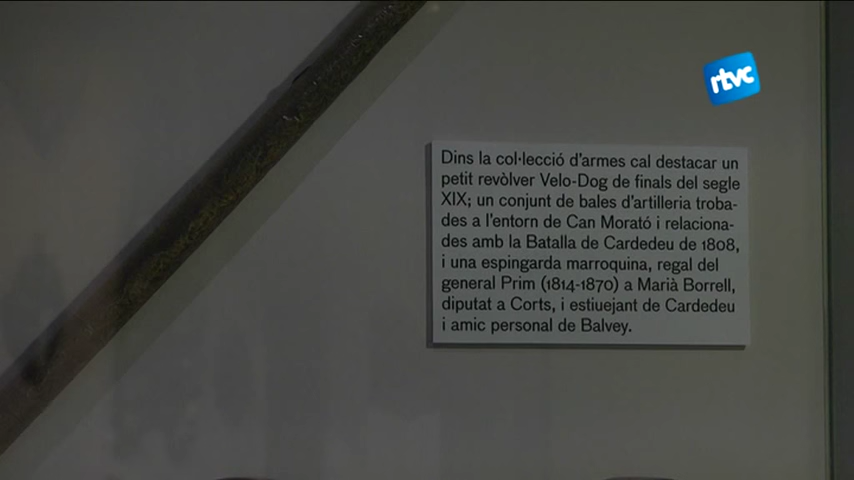 rtvc
Dins la col·lecció d'armes cal destacar un
petit revòlver Velo-Dog de finals del segle
XIX; un conjunt de bales d'artilleria troba-
des a l'entorn de Can Morató i relaciona-
des amb la Batalla de Cardedeu de 1808,
i una espingarda marroquina, regal del
general Prim (1814-1870) a Marià Borrell,
diputat a Corts, i estiuejant de Cardedeu
i amic personal de Balvey.